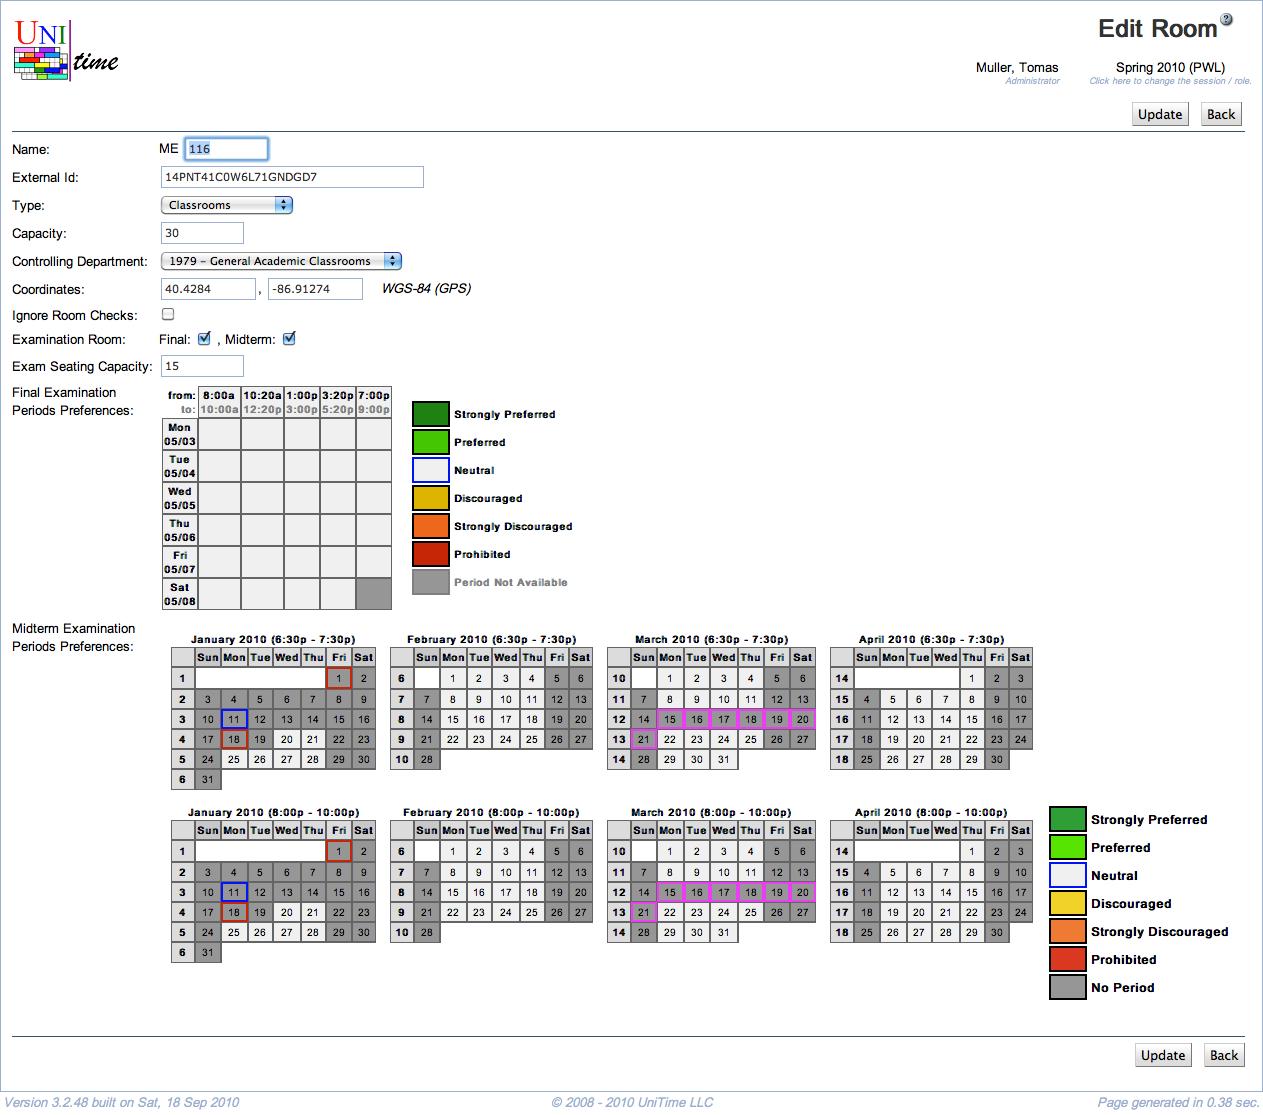 UNI
time
Edit Room
?
Muller, Tomas
Spring 2010 (PWL)
Administrator
Click here to change the session / role.
Update
Back
Name: ME 116
External Id: 14PNT41C0W6L71GNDGD7
Type: Classrooms
Capacity: 30
Controlling Department: 1979 - General Academic Classrooms
Coordinates: 40.4284 , -86.91274 WGS-84 (GPS)
Ignore Room Checks:
Examination Room: Final: , Midterm:
Exam Seating Capacity: 15
Final Examination
Periods Preferences:
from: 8:00a 10:20a 1:00p 3:20p 7:00p
to: 10:00a 12:20p 3:00p 5:20p 9:00p
Mon
05/03
Tue
05/04
Wed
05/05
Thu
05/06
Fri
05/07
Sat
05/08
Strongly Preferred
Preferred
Neutral
Discouraged
Strongly Discouraged
Prohibited
Period Not Available
Midterm Examination
Periods Preferences:
January 2010 (6:30p - 7:30p)
Sun Mon Tue Wed Thu Fri Sat
1 1 2
2 3 4 5 6 7 8 9
3 10 11 12 13 14 15 16
4 17 18 19 20 21 22 23
5 24 25 26 27 28 29 30
6 31
February 2010 (6:30p - 7:30p)
Sun Mon Tue Wed Thu Fri Sat
6 1 2 3 4 5 6
7 7 8 9 10 11 12 13
8 14 15 16 17 18 19 20
9 21 22 23 24 25 26 27
10 28
March 2010 (6:30p - 7:30p)
Sun Mon Tue Wed Thu Fri Sat
10 1 2 3 4 5 6
11 7 8 9 10 11 12 13
12 14 15 16 17 18 19 20
13 21 22 23 24 25 26 27
14 28 29 30 31
April 2010 (6:30p - 7:30p)
Sun Mon Tue Wed Thu Fri Sat
14 1 2 3
15 4 5 6 7 8 9 10
16 11 12 13 14 15 16 17
17 18 19 20 21 22 23 24
18 25 26 27 28 29 30
January 2010 (8:00p - 10:00p)
Sun Mon Tue Wed Thu Fri Sat
1 1 2
2 3 4 5 6 7 8 9
3 10 11 12 13 14 15 16
4 17 18 19 20 21 22 23
5 24 25 26 27 28 29 30
6 31
February 2010 (8:00p - 10:00p)
Sun Mon Tue Wed Thu Fri Sat
6 1 2 3 4 5 6
7 7 8 9 10 11 12 13
8 14 15 16 17 18 19 20
9 21 22 23 24 25 26 27
10 28
March 2010 (8:00p - 10:00p)
Sun Mon Tue Wed Thu Fri Sat
10 1 2 3 4 5 6
11 7 8 9 10 11 12 13
12 14 15 16 17 18 19 20
13 21 22 23 24 25 26 27
14 28 29 30 31
April 2010 (8:00p - 10:00p)
Sun Mon Tue Wed Thu Fri Sat
14 1 2 3
15 4 5 6 7 8 9 10
16 11 12 13 14 15 16 17
17 18 19 20 21 22 23 24
18 25 26 27 28 29 30
Strongly Preferred
Preferred
Neutral
Discouraged
Strongly Discouraged
Prohibited
No Period
Update
Back
Version 3.2.48 built on Sat, 18 Sep 2010
© 2008 - 2010 UniTime LLC
Page generated in 0.38 sec.